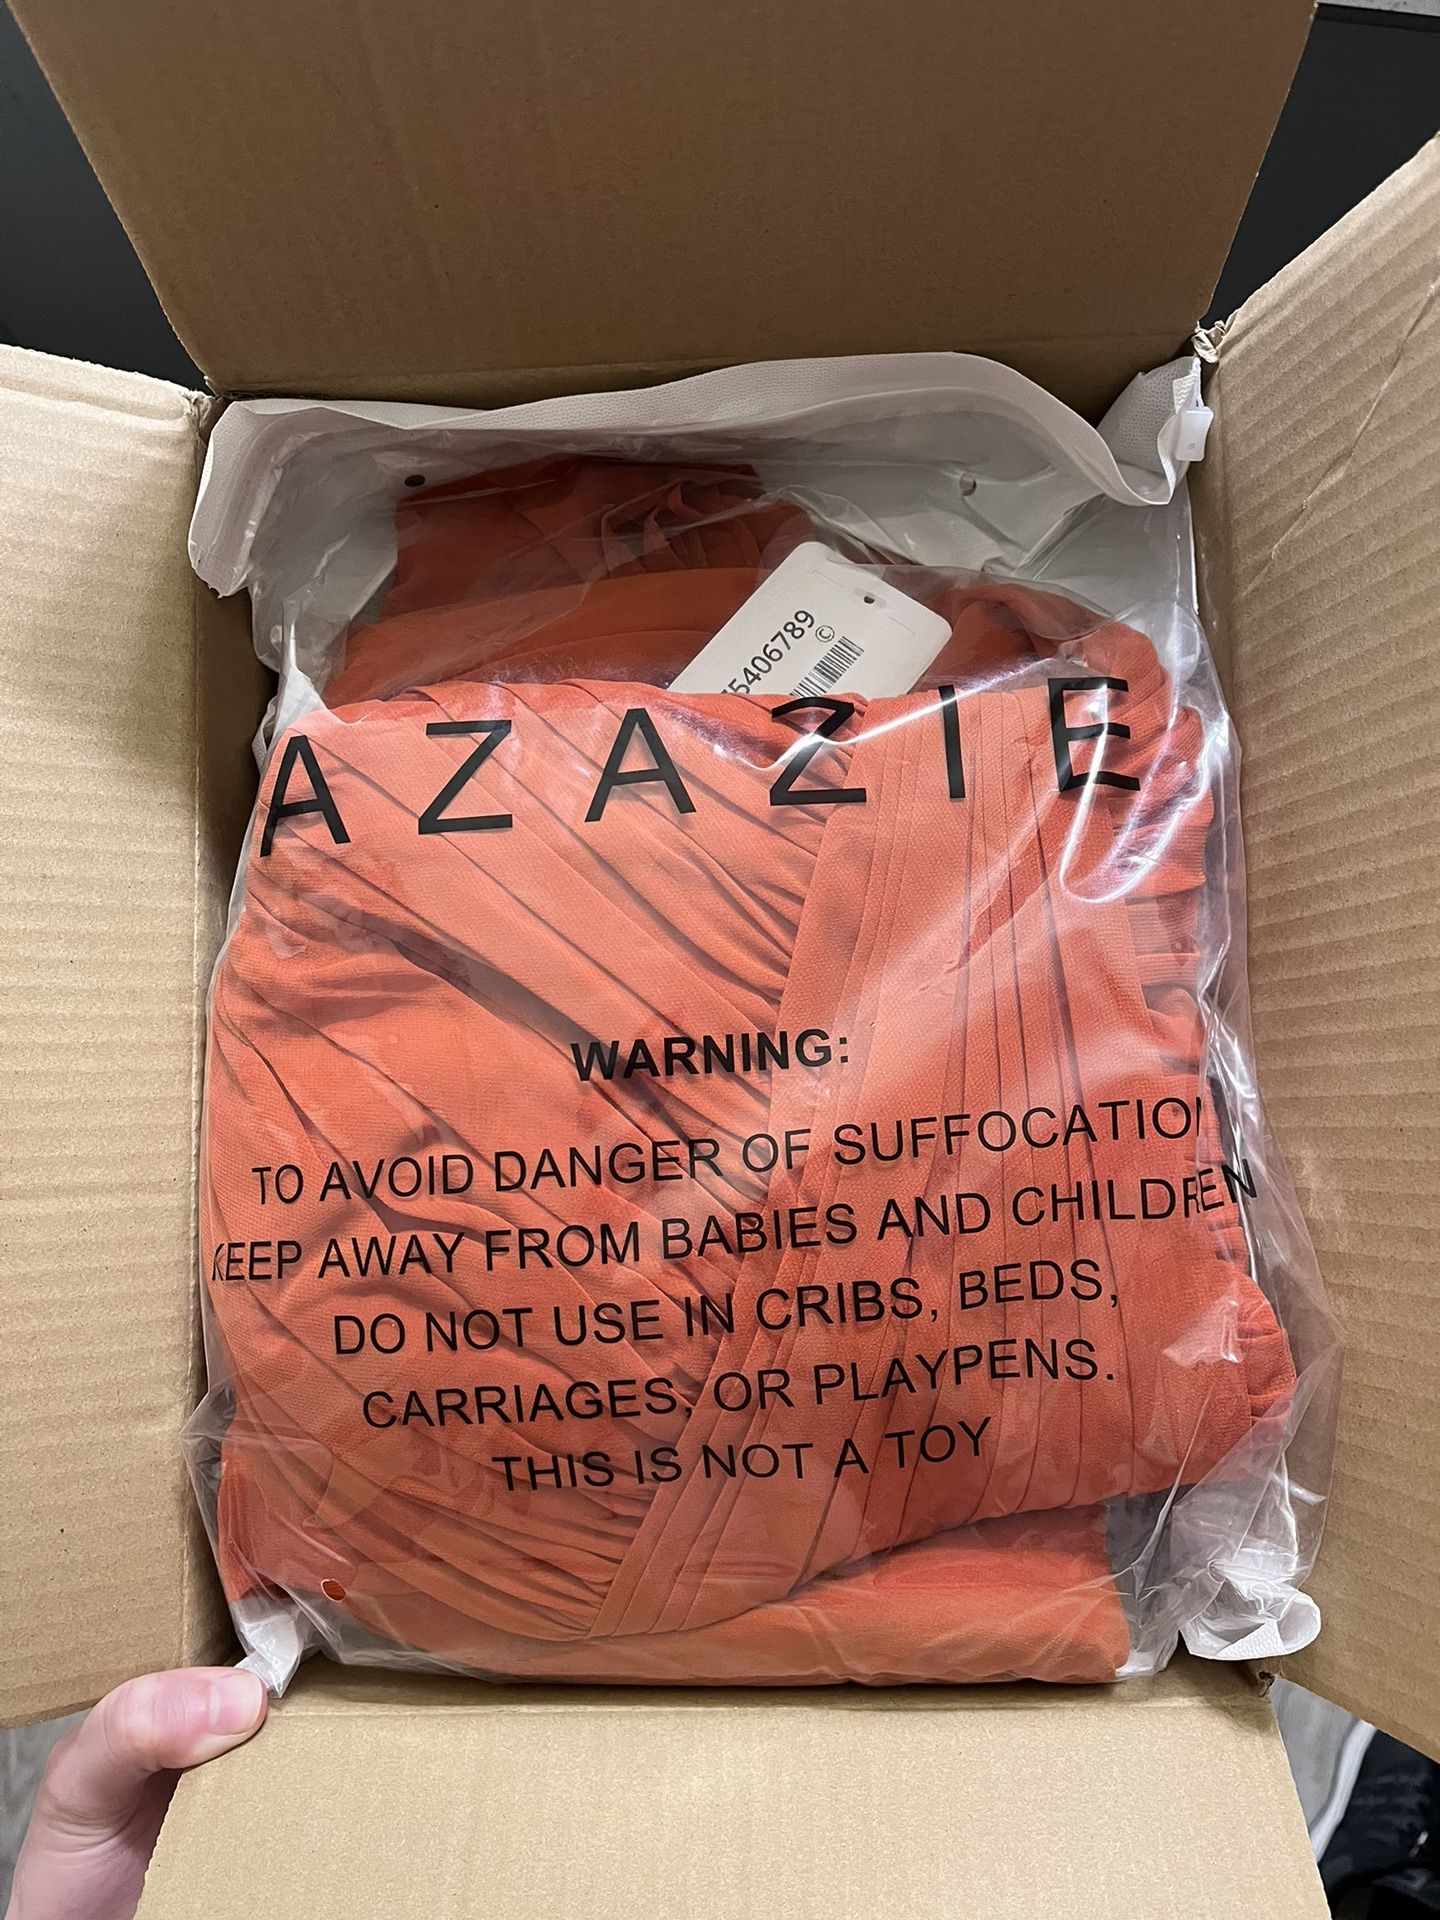 5406789
©
AZAZIE
WARNING:
TO AVOID DANGER OF SUFFOCATION
KEEP AWAY FROM BABIES AND CHILDREN
DO NOT USE IN CRIBS, BEDS,
CARRIAGES, OR PLAYPENS.
THIS IS NOT A TOY